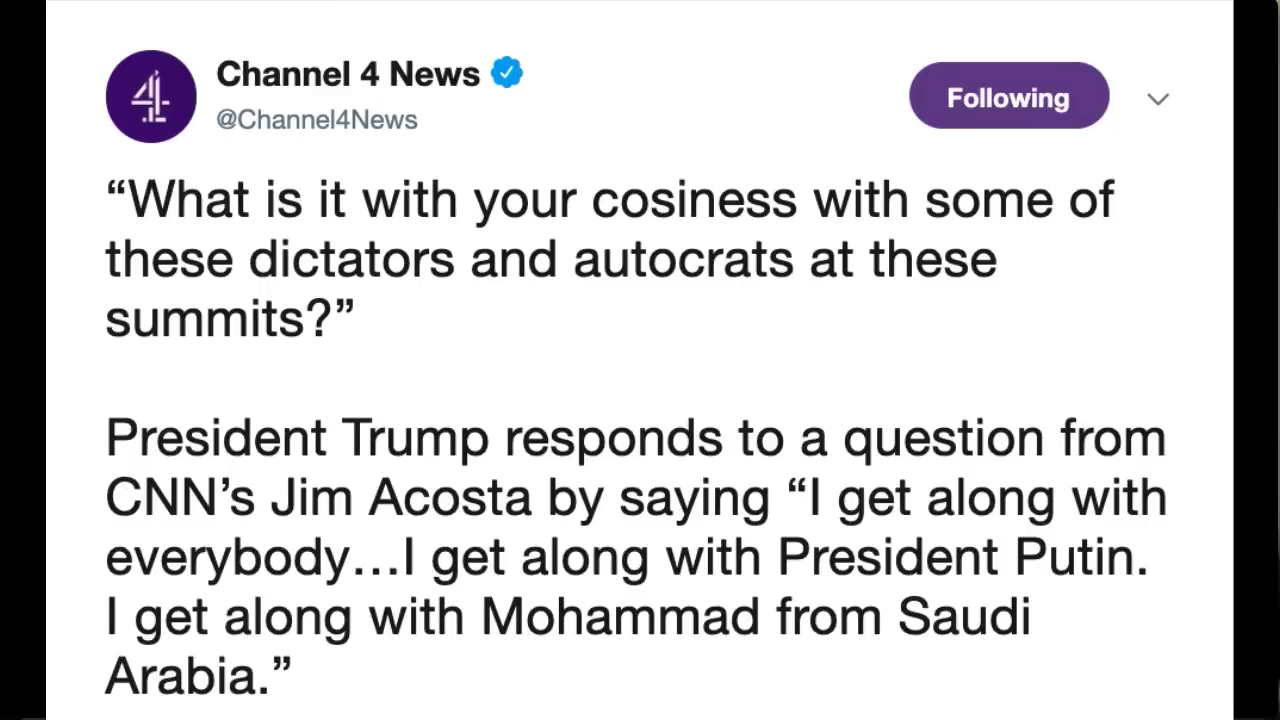 Channel 4 News
@Channel4News
Following
“What is it with your cosiness with some of
these dictators and autocrats at these
summits?”
President Trump responds to a question from
CNN’s Jim Acosta by saying “I get along with
everybody…I get along with President Putin.
I get along with Mohammad from Saudi
Arabia.”